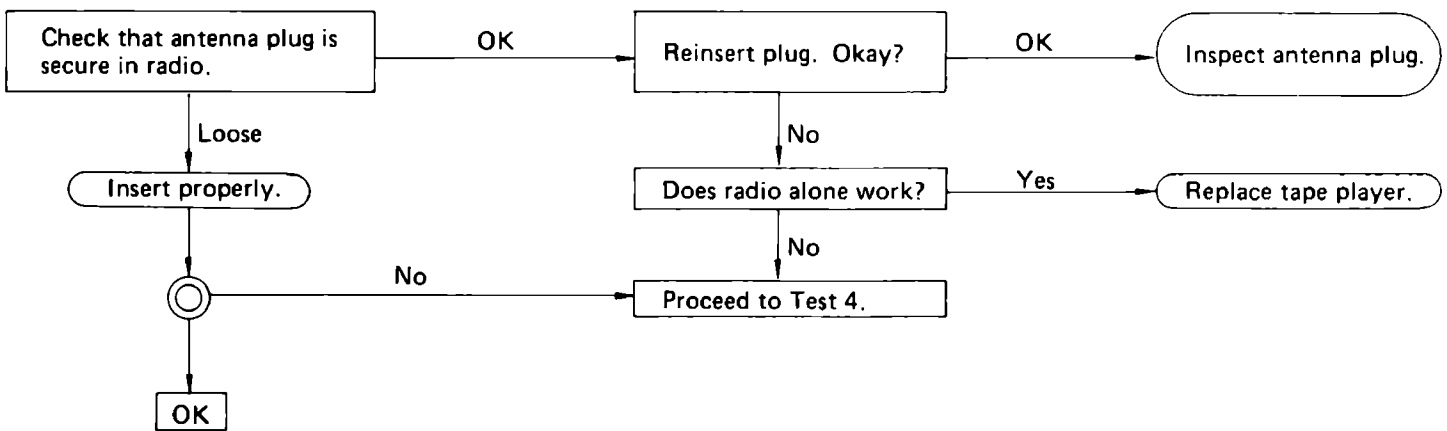 Check that antenna plug is
secure in radio.
OK
Reinsert plug. Okay?
OK
Inspect antenna plug.
Loose
No
Insert properly.
Does radio alone work?
Yes
Replace tape player.
No
No
Proceed to Test 4.
OK